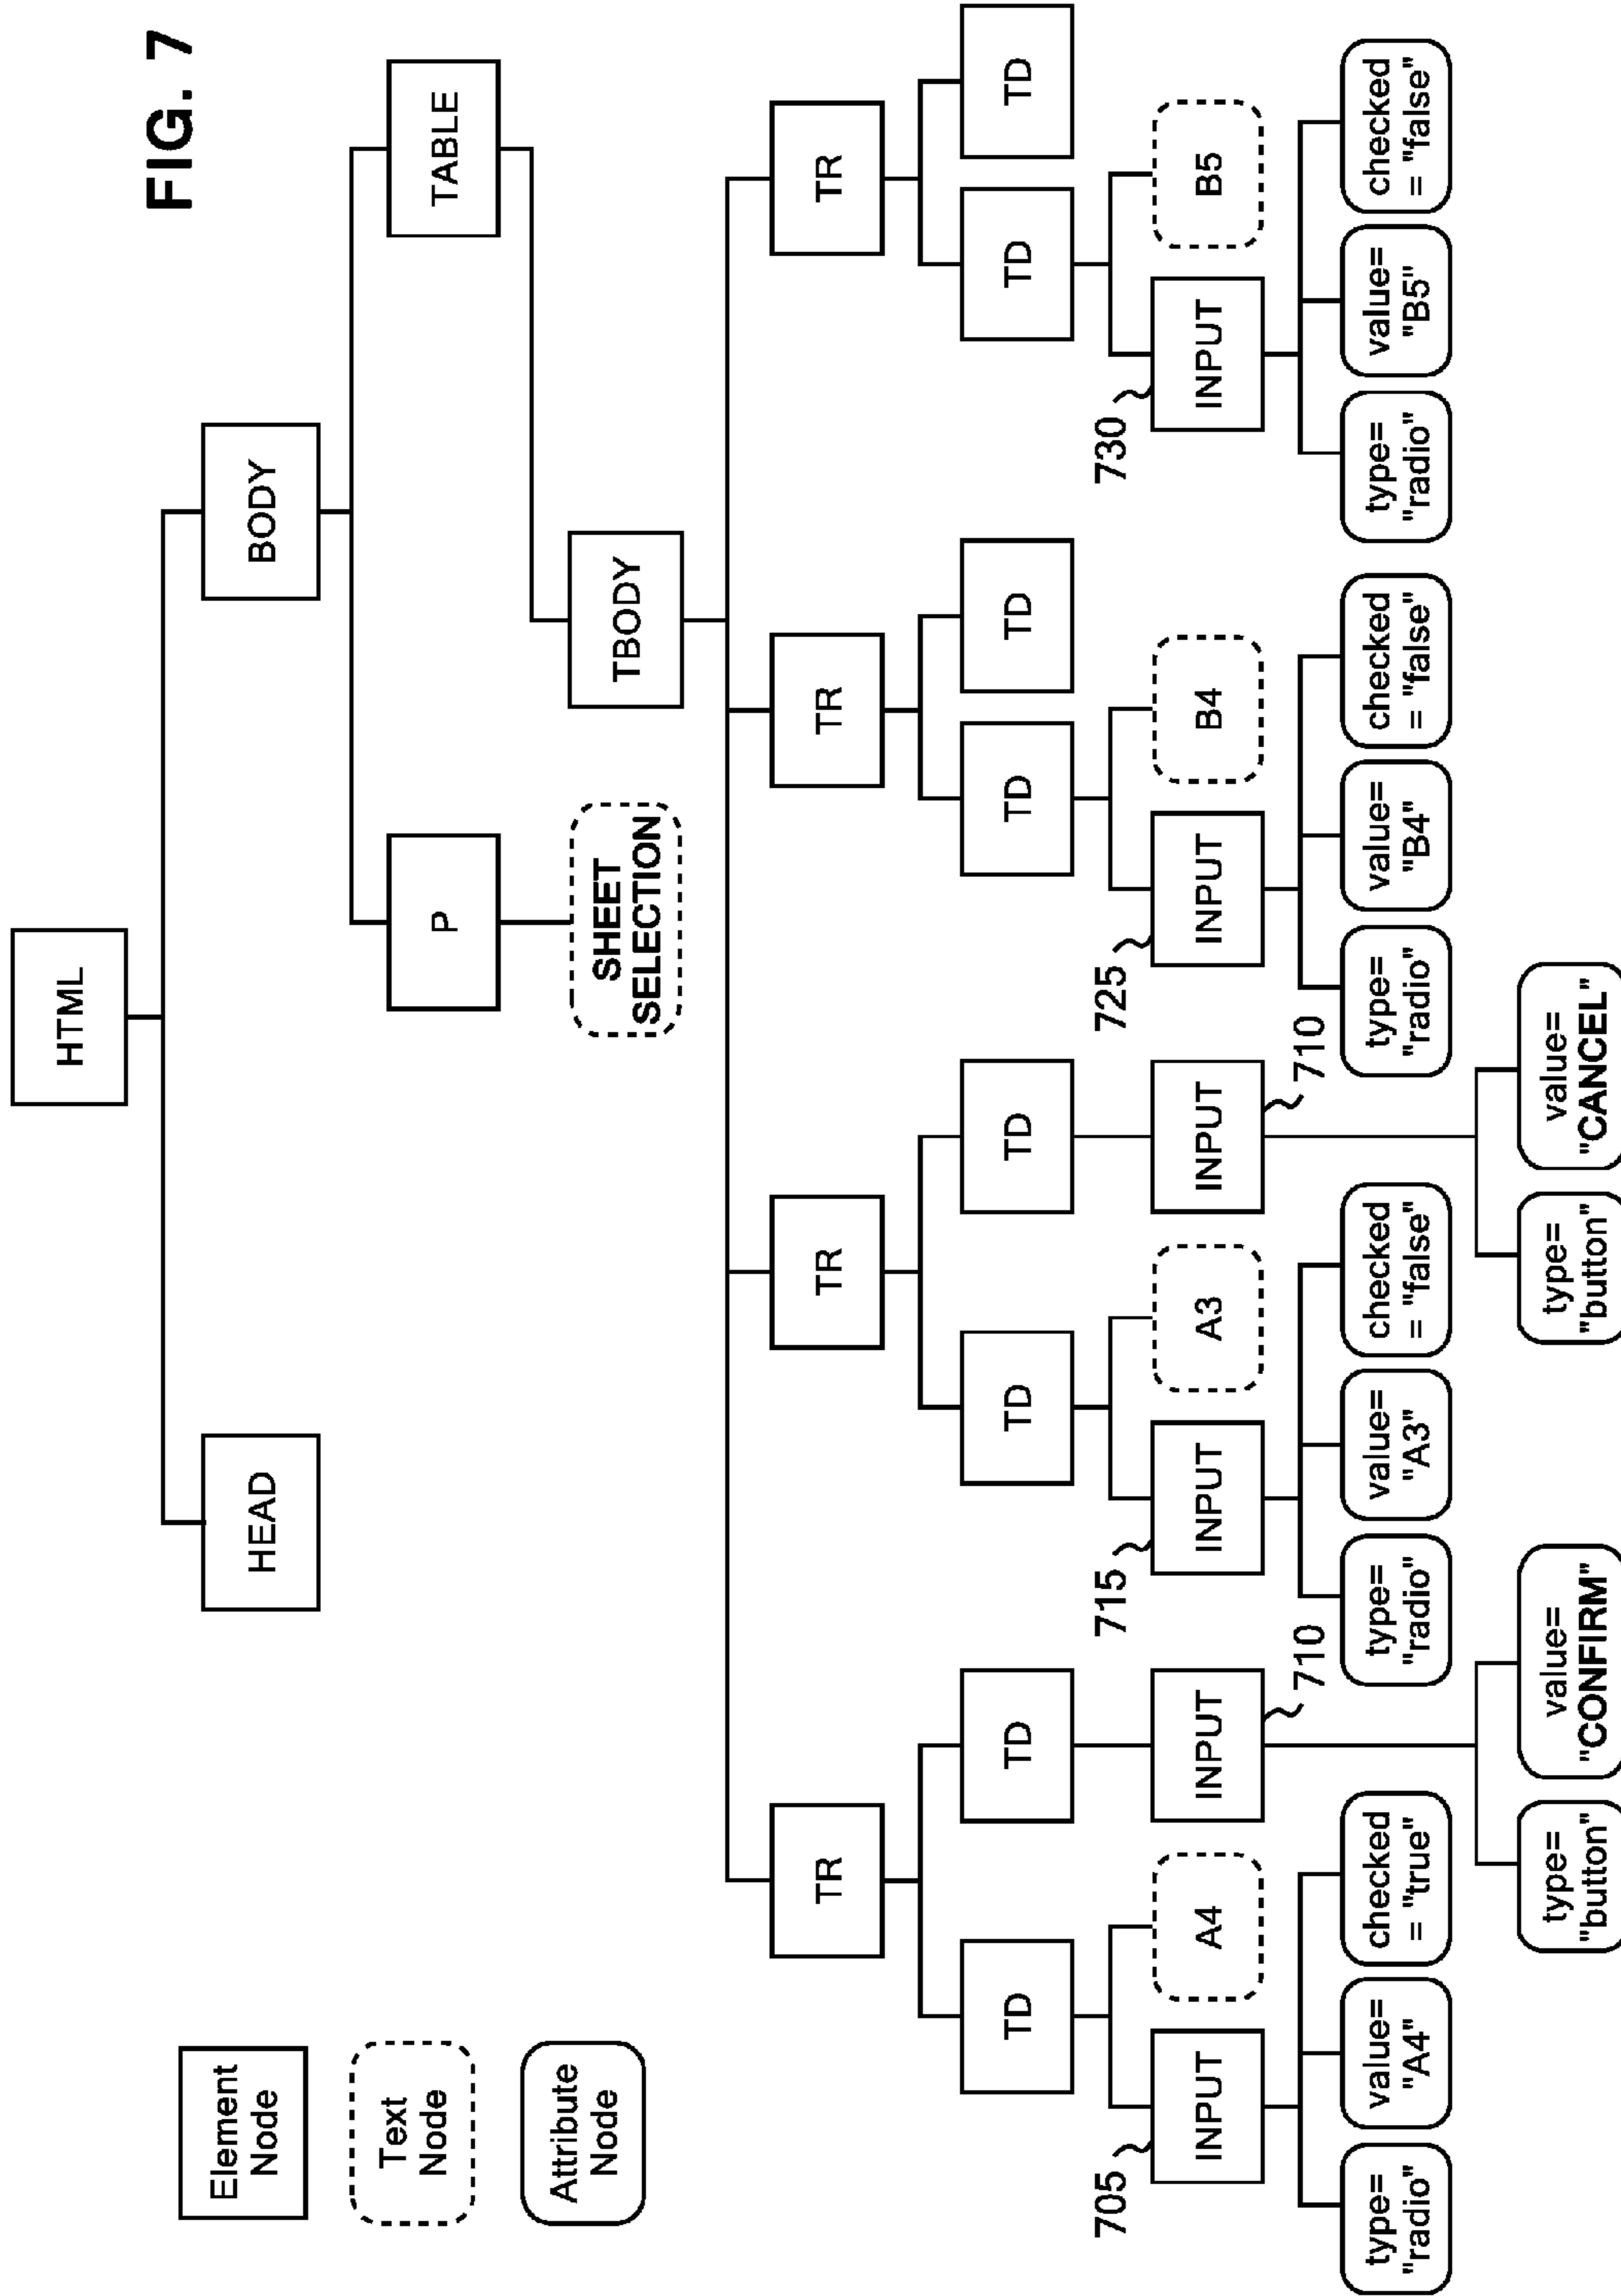 FIG. 7
Element
Node
Text
Node
Attribute
Node
HTML
HEAD
BODY
P
TABLE
SHEET
SELECTION
TBODY
TR
TR
TR
TR
TD
TD
TD
TD
TD
TD
TD
TD
705
INPUT
A4
INPUT
710
715
INPUT
A3
INPUT
710
725
INPUT
B4
730
INPUT
B5
type=
"radio"
value=
"A4"
checked
= "true"
type=
"radio"
value=
"A3"
checked
= "false"
type=
"radio"
value=
"B4"
checked
= "false"
type=
"radio"
value=
"B5"
checked
= "false"
type=
"button"
value=
"CONFIRM"
type=
"button"
value=
"CANCEL"